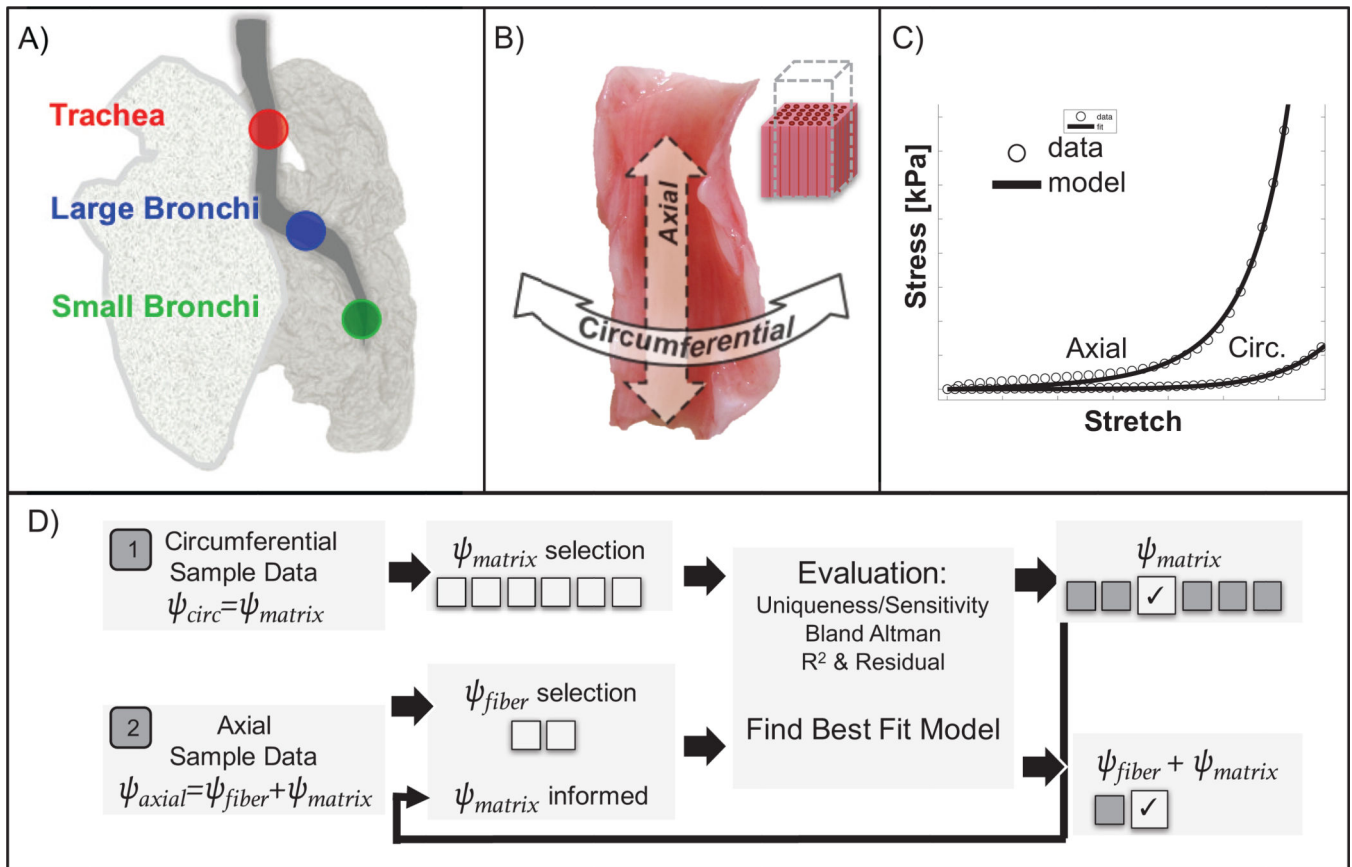 A)
Trachea
Large Bronchi
Small Bronchi
B)
Axial
Circumferential
C)
data
fit
data
model
Stress [kPa]
Axial
Circ.
Stretch
D)
1
Circumferential
Sample Data
ψcirc=ψmatrix
ψmatrix selection
Evaluation:
Uniqueness/Sensitivity
Bland Altman
R² & Residual
Find Best Fit Model
ψmatrix
✓
2
Axial
Sample Data
ψaxial=ψfiber+ψmatrix
ψfiber selection
ψmatrix informed
ψfiber + ψmatrix
✓